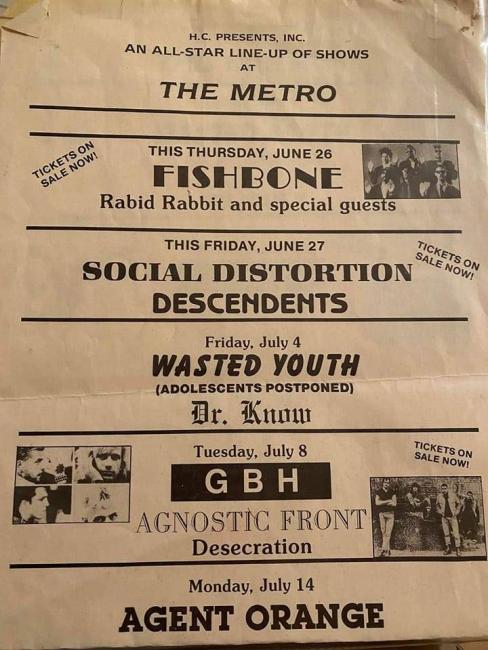 H.C. PRESENTS, INC.
AN ALL-STAR LINE-UP OF SHOWS
AT
THE METRO
TICKETS ON
SALE NOW!
THIS THURSDAY, JUNE 26
FISHBONE
Rabid Rabbit and special guests
THIS FRIDAY, JUNE 27
TICKETS ON
SALE NOW!
SOCIAL DISTORTION
DESCENDENTS
Friday, July 4
WASTED YOUTH
(ADOLESCENTS POSTPONED)
Dr. Know
Tuesday, July 8
TICKETS ON
SALE NOW!
GBH
AGNOSTIC FRONT
Desecration
Monday, July 14
AGENT ORANGE